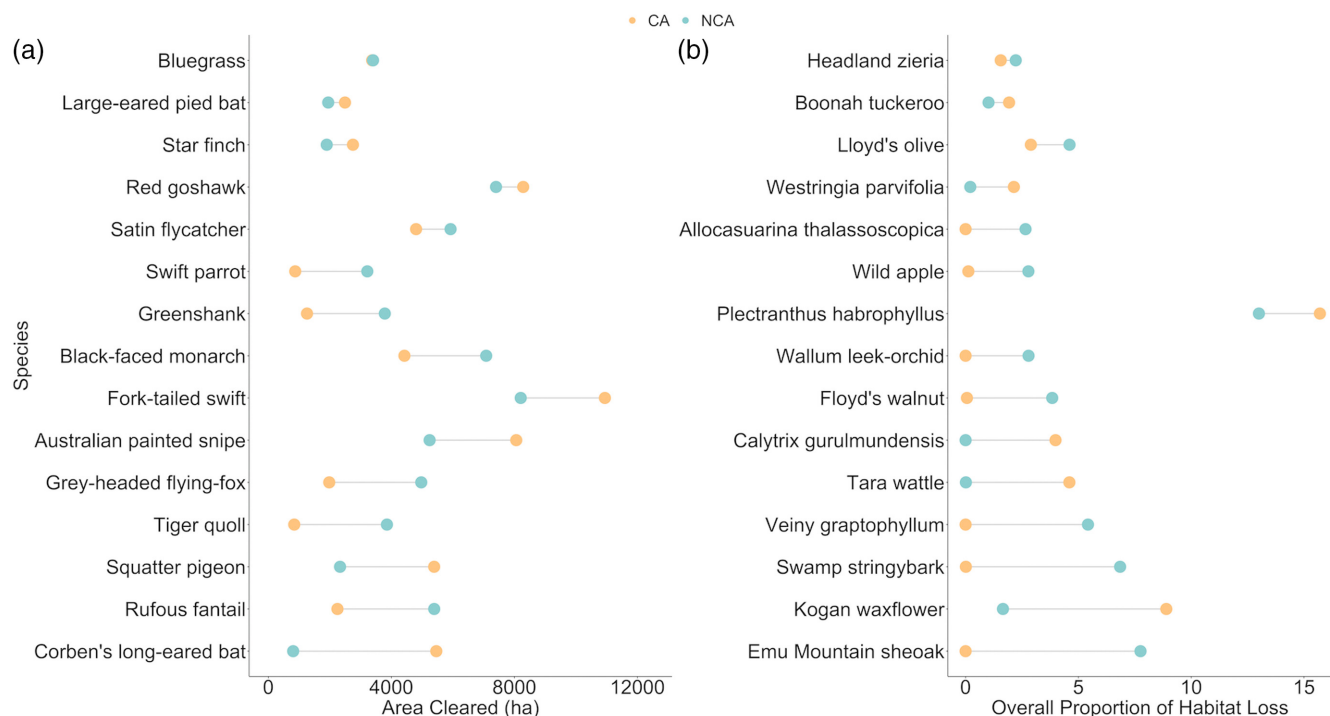 CA NCA
(a)
Species
Bluegrass
Large-eared pied bat
Star finch
Red goshawk
Satin flycatcher
Swift parrot
Greenshank
Black-faced monarch
Fork-tailed swift
Australian painted snipe
Grey-headed flying-fox
Tiger quoll
Squatter pigeon
Rufous fantail
Corben's long-eared bat
0 4000 8000 12000
Area Cleared (ha)
(b)
Headland zieria
Boonah tuckeroo
Lloyd's olive
Westringia parvifolia
Allocasuarina thalassoscopica
Wild apple
Plectranthus habrophyllus
Wallum leek-orchid
Floyd's walnut
Calytrix gurulmundensis
Tara wattle
Veiny graptophyllum
Swamp stringybark
Kogan waxflower
Emu Mountain sheoak
0 5 10 15
Overall Proportion of Habitat Loss